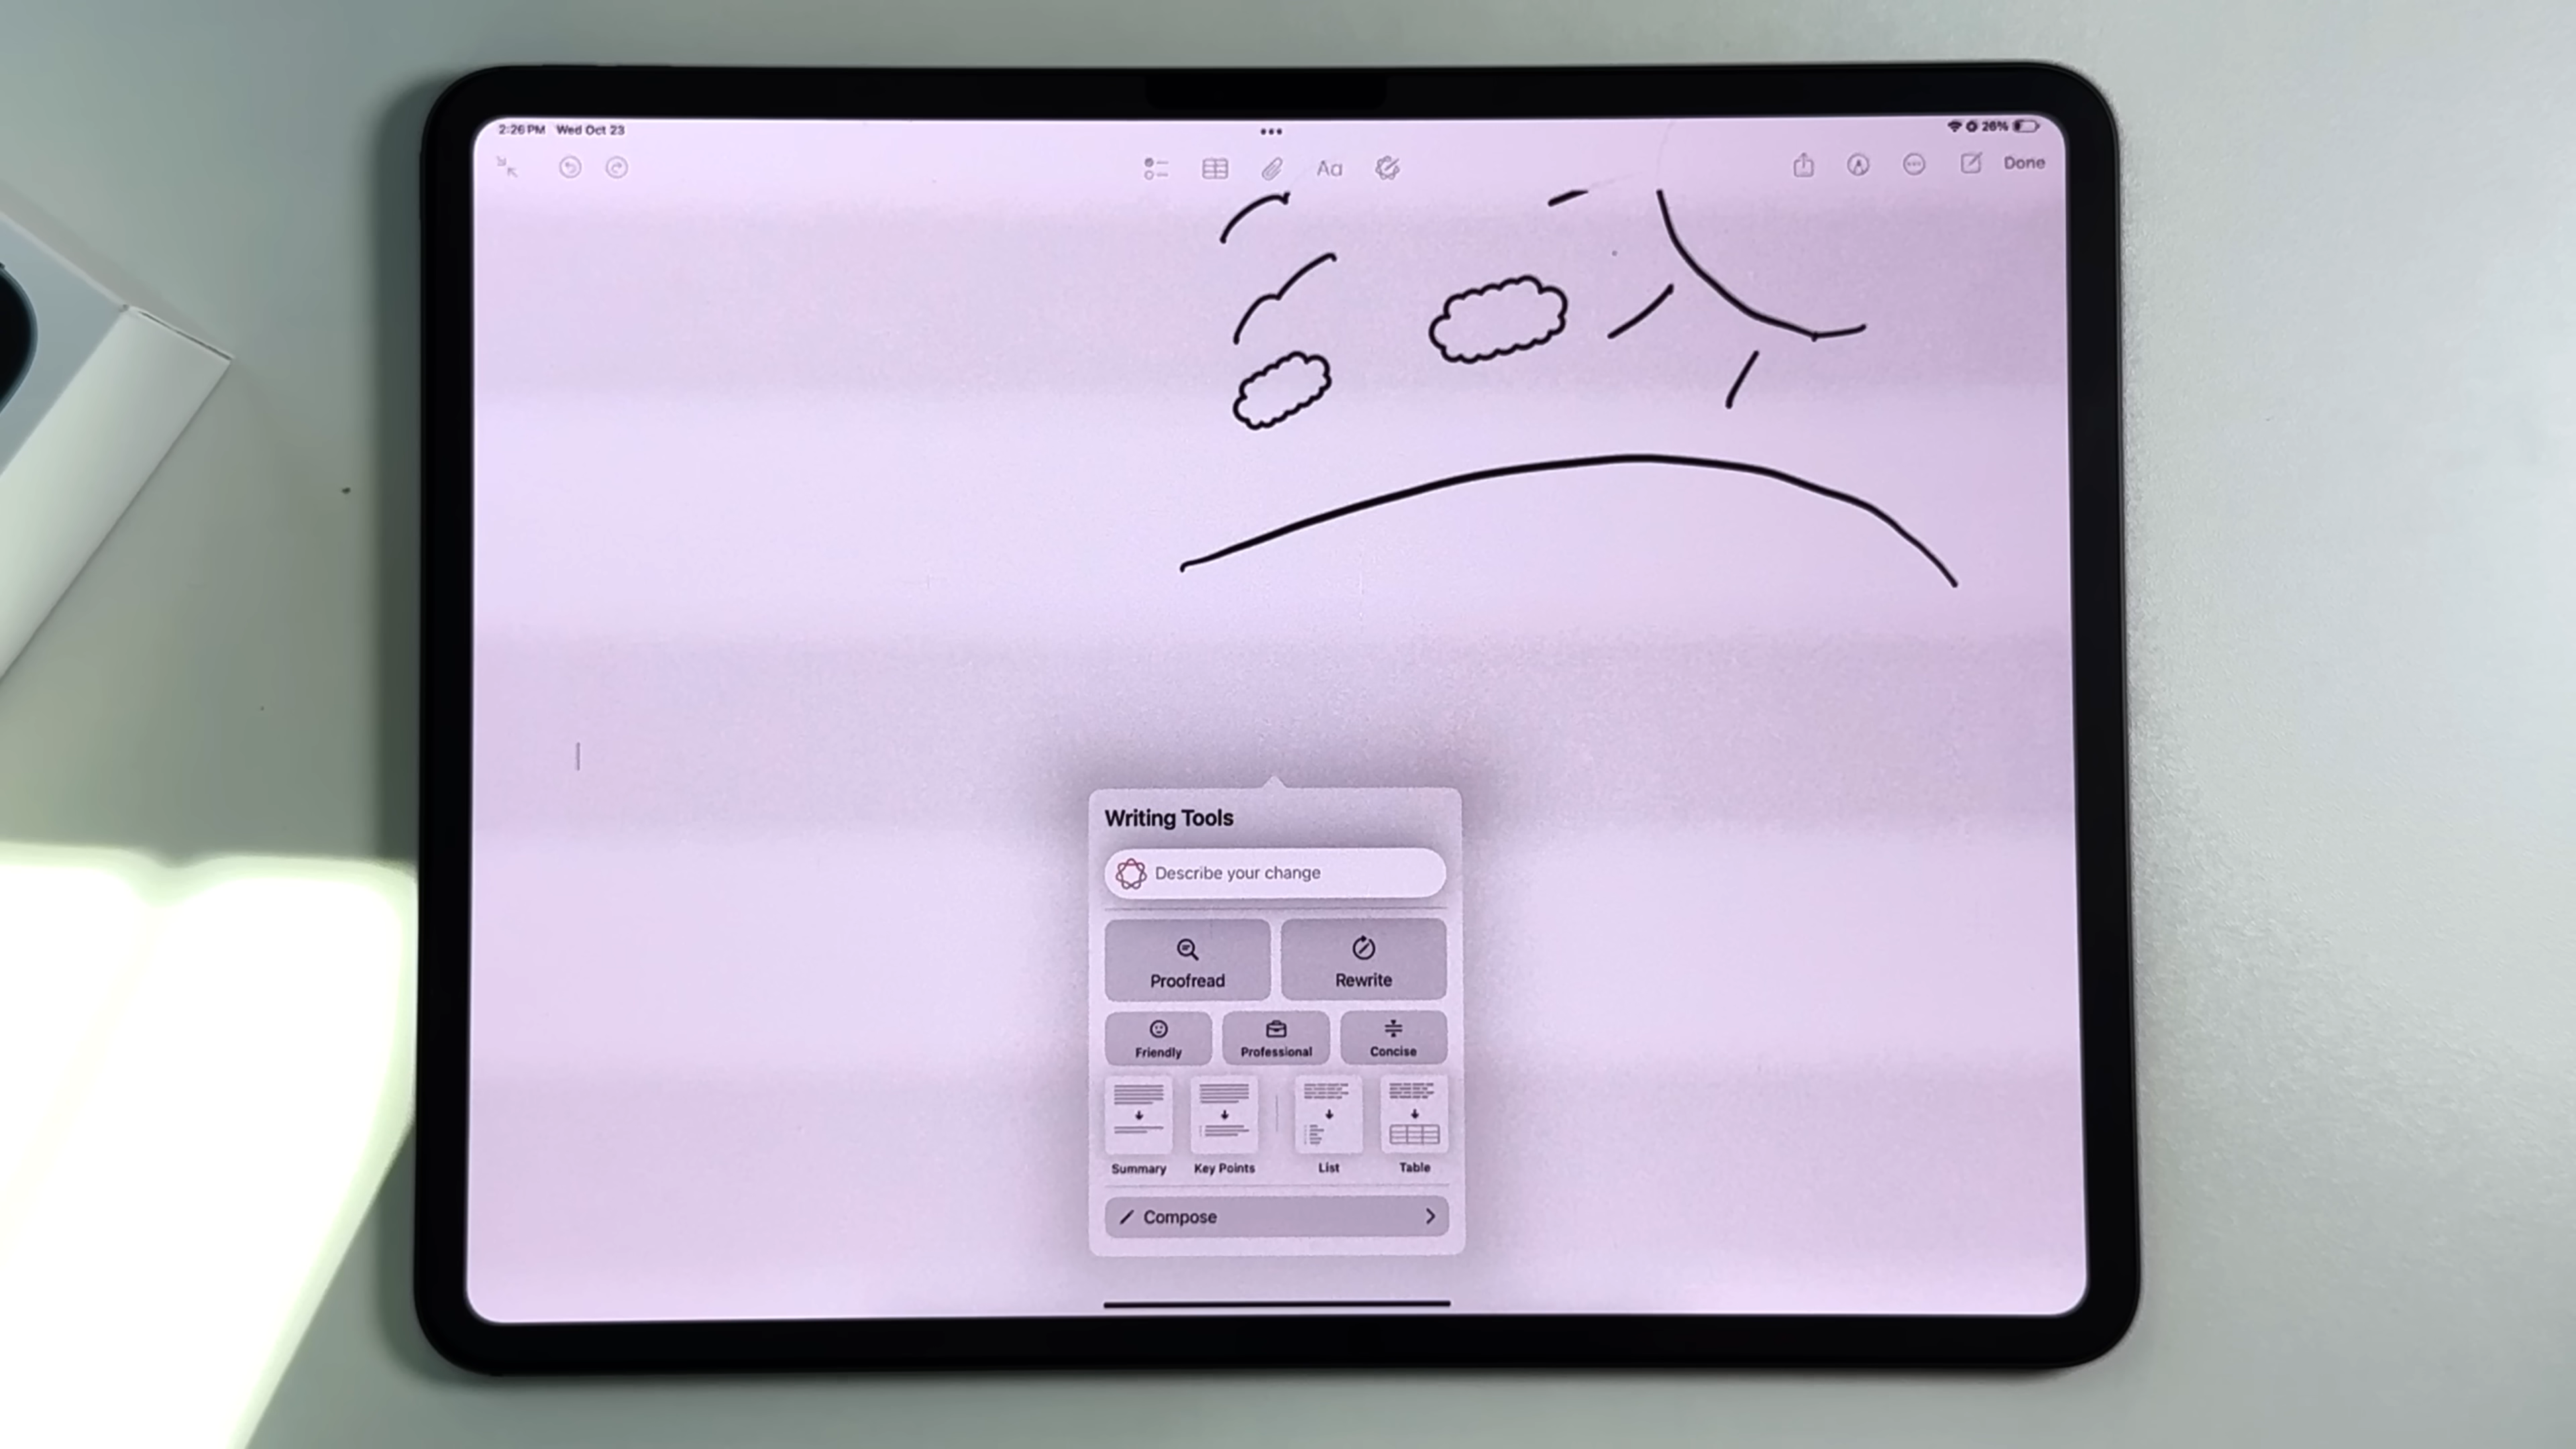 2:26 PM Wed Oct 23
26%
Aa
Done
Writing Tools
Describe your change
Proofread Rewrite
Friendly Professional Concise
Summary Key Points List Table
Compose